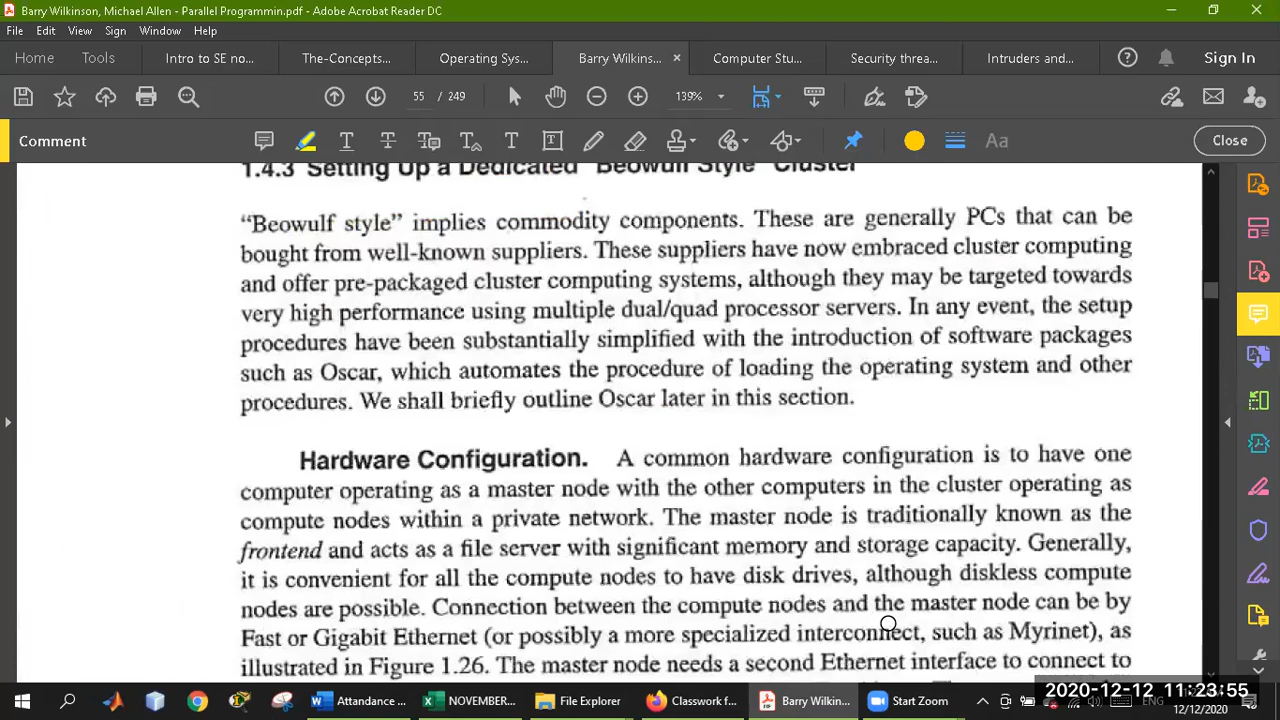 Barry Wilkinson, Michael Allen - Parallel Programmin.pdf - Adobe Acrobat Reader DC
File Edit View Sign Window Help
Home Tools Intro to SE no... The-Concepts... Operating Sys... Barry Wilkins... × Computer Stu... Security threa... Intruders and... Sign In
55 / 249 139%
Comment Aa Close
1.4.3 Setting Up a Dedicated "Beowulf Style" Cluster
“Beowulf style” implies commodity components. These are generally PCs that can be
bought from well-known suppliers. These suppliers have now embraced cluster computing
and offer pre-packaged cluster computing systems, although they may be targeted towards
very high performance using multiple dual/quad processor servers. In any event, the setup
procedures have been substantially simplified with the introduction of software packages
such as Oscar, which automates the procedure of loading the operating system and other
procedures. We shall briefly outline Oscar later in this section.
Hardware Configuration. A common hardware configuration is to have one
computer operating as a master node with the other computers in the cluster operating as
compute nodes within a private network. The master node is traditionally known as the
frontend and acts as a file server with significant memory and storage capacity. Generally,
it is convenient for all the compute nodes to have disk drives, although diskless compute
nodes are possible. Connection between the compute nodes and the master node can be by
Fast or Gigabit Ethernet (or possibly a more specialized interconnect, such as Myrinet), as
illustrated in Figure 1.26. The master node needs a second Ethernet interface to connect to
Attandance ... NOVEMBER... File Explorer Classwork f... Barry Wilkin... Start Zoom ENG
2020-12-12 11:23:55
12/12/2020